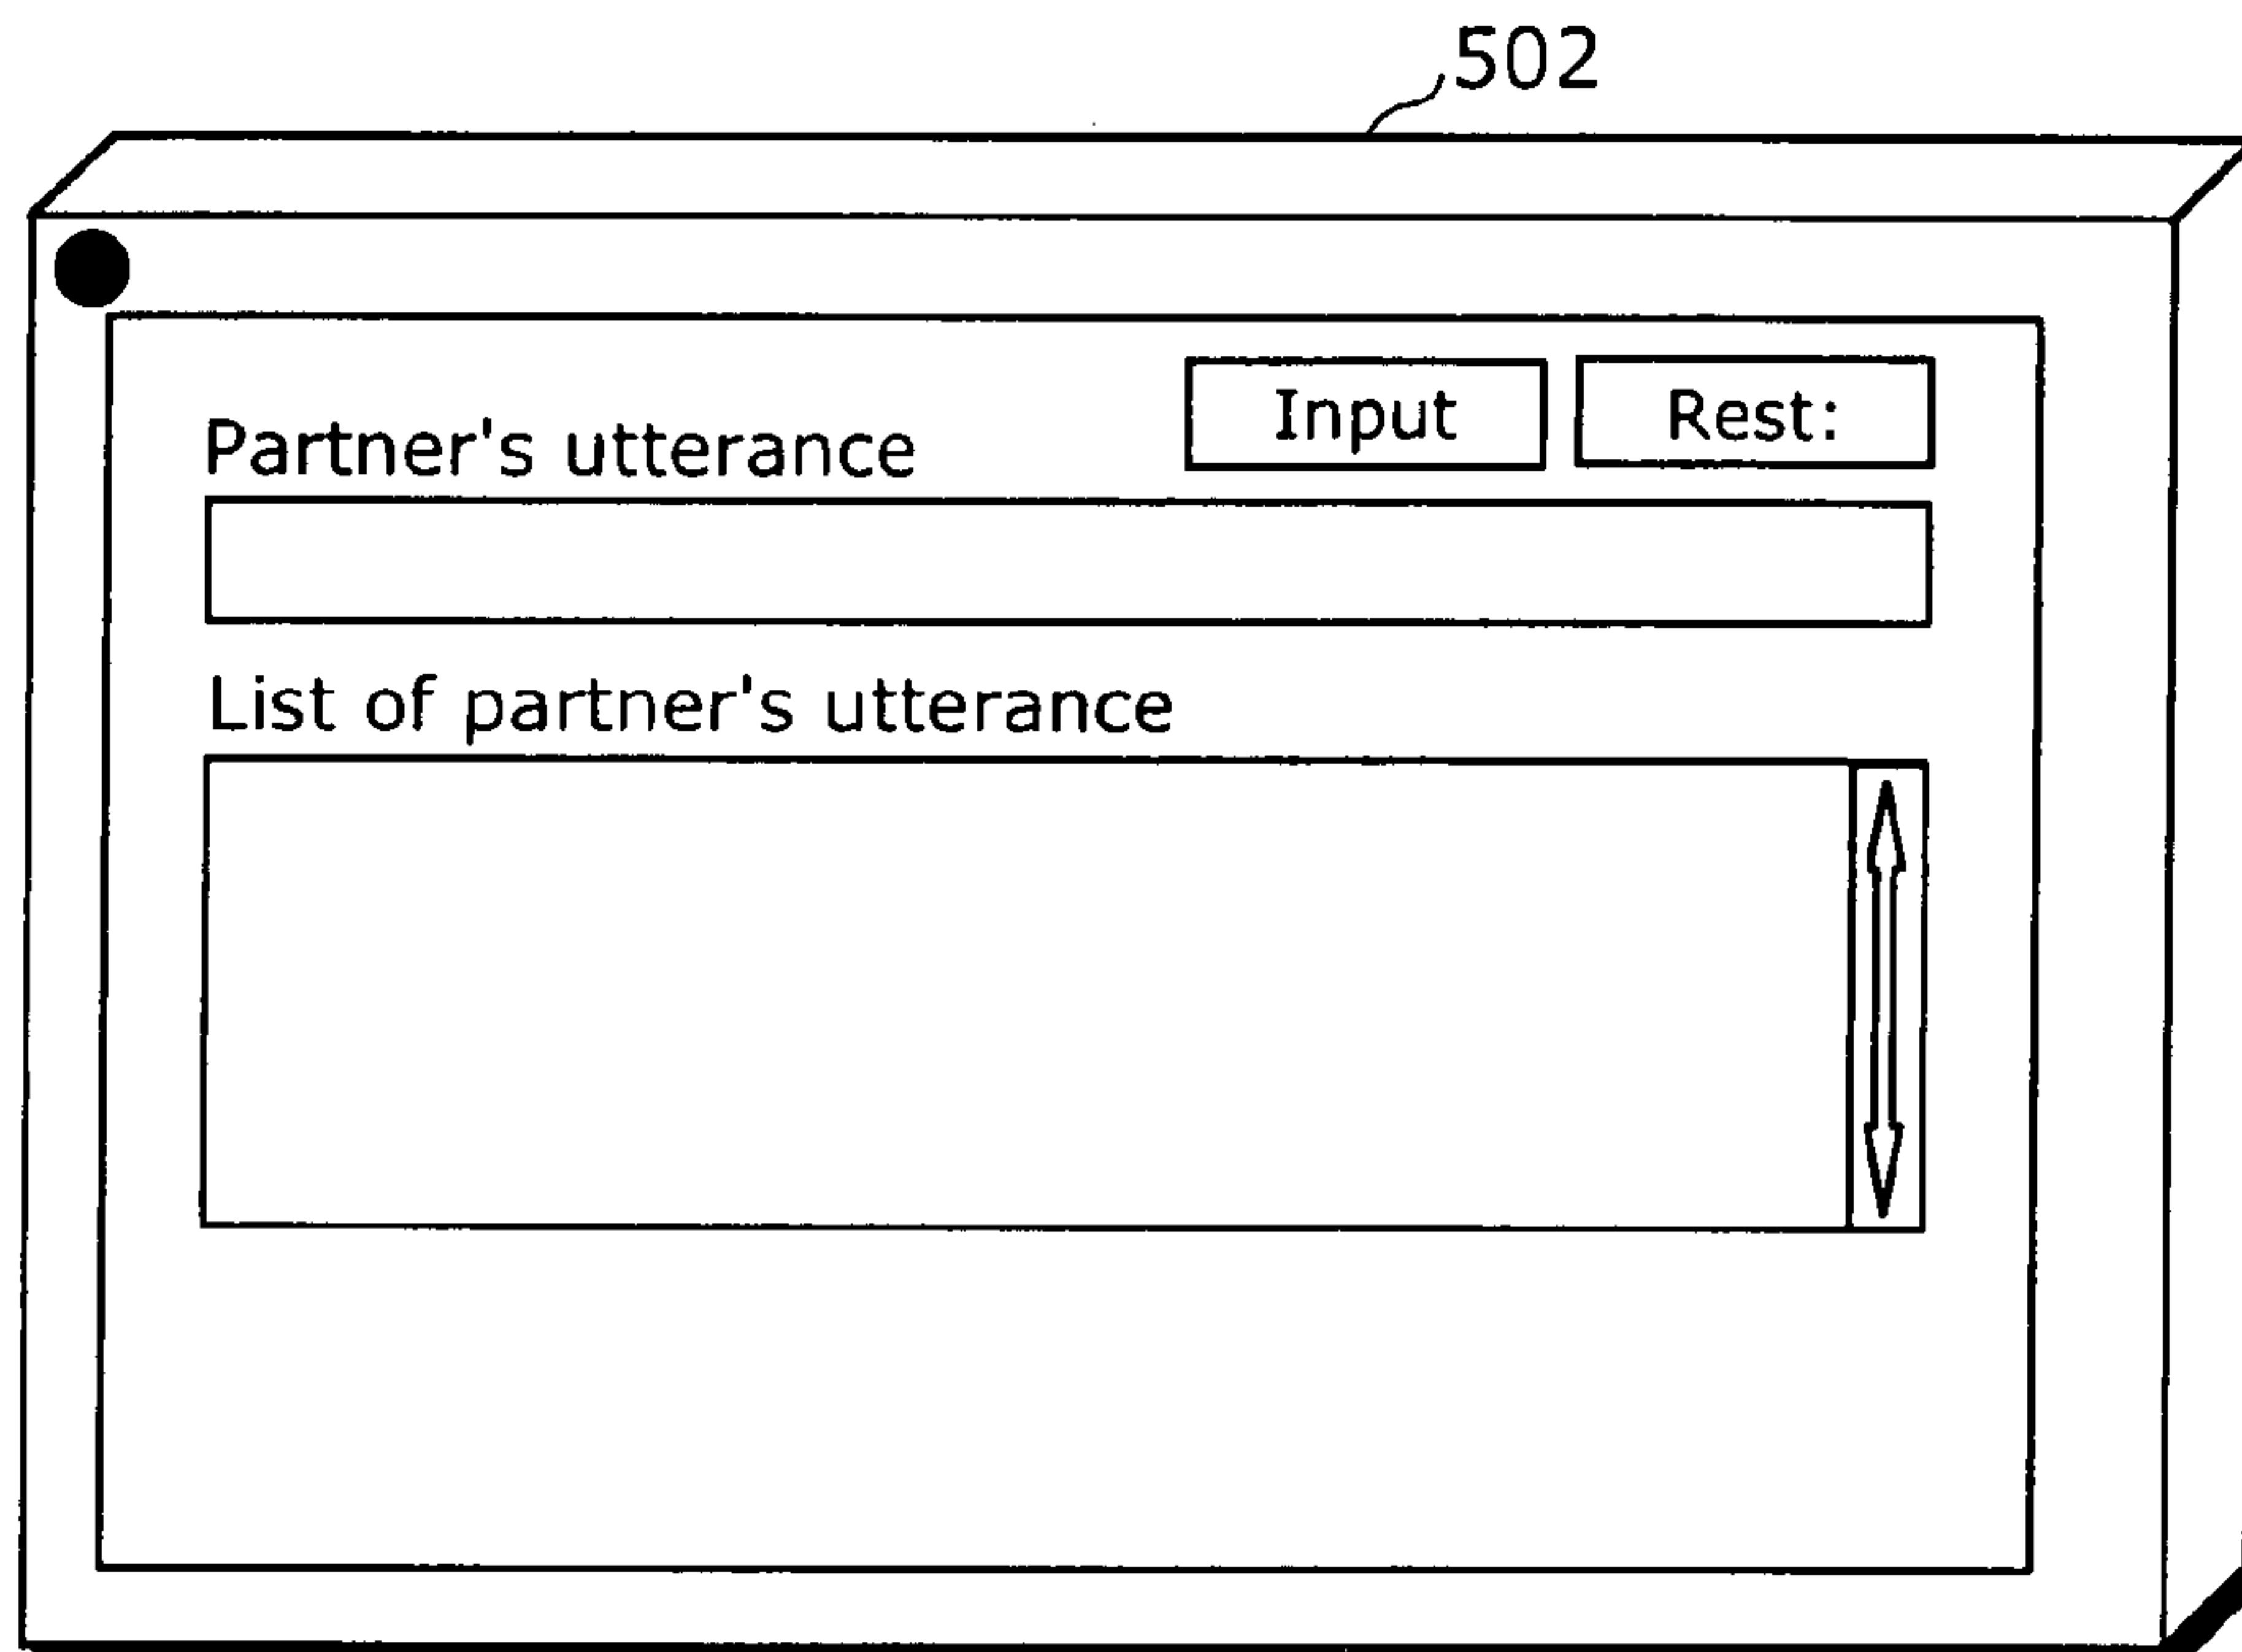 502
Input
Rest:
Partner's utterance
List of partner's utterance